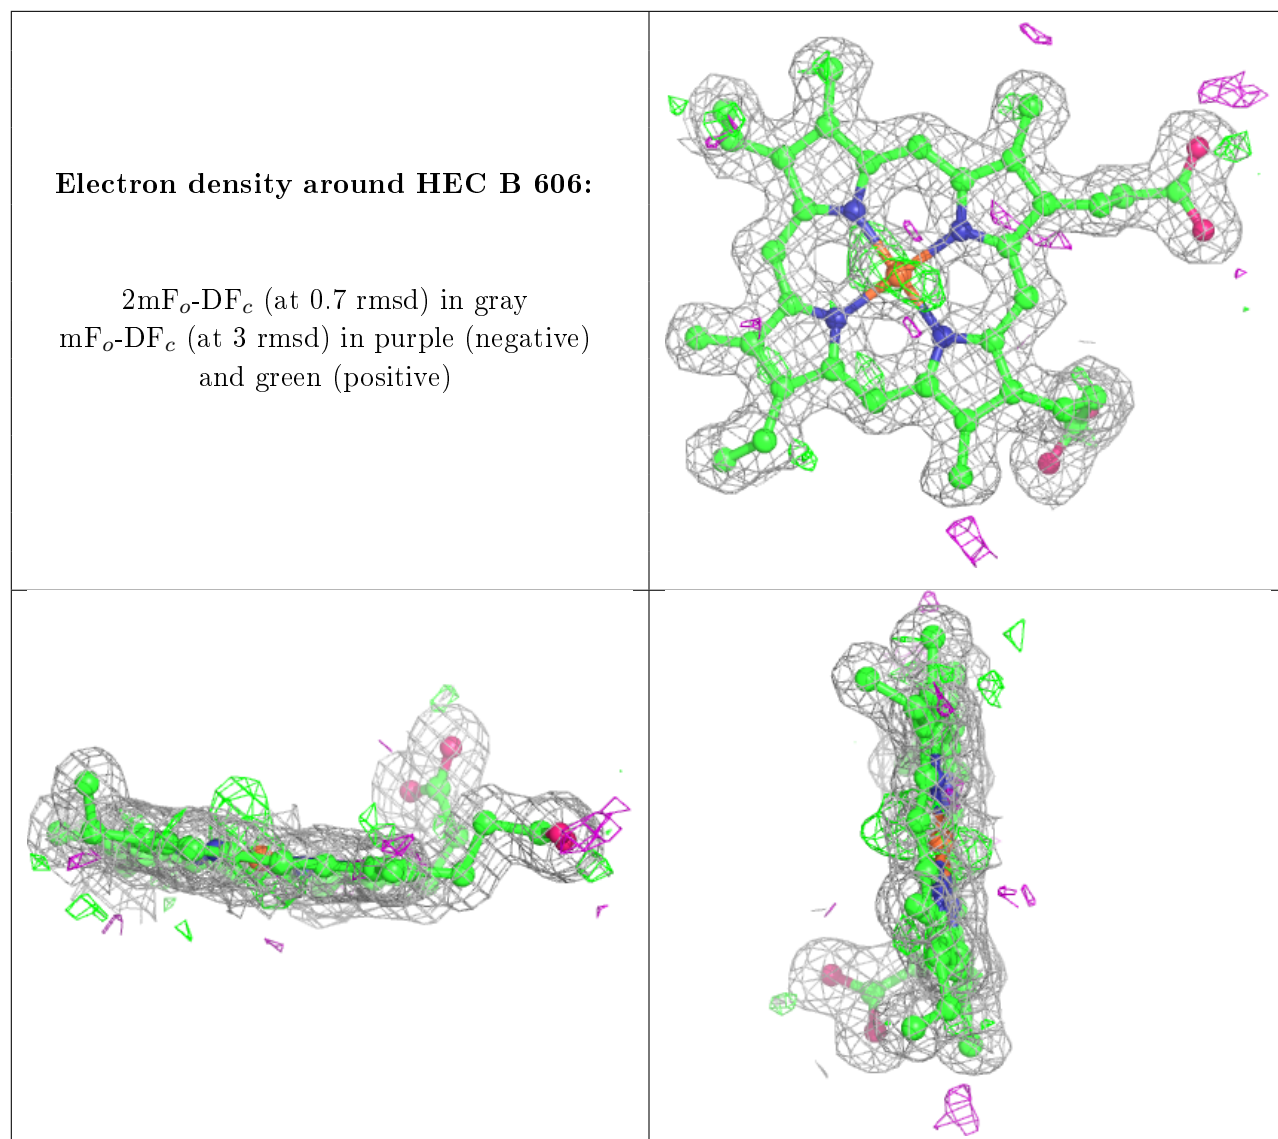 Electron density around HEC B 606:
2mFₒ-DF𝒸 (at 0.7 rmsd) in gray
mFₒ-DF𝒸 (at 3 rmsd) in purple (negative)
and green (positive)